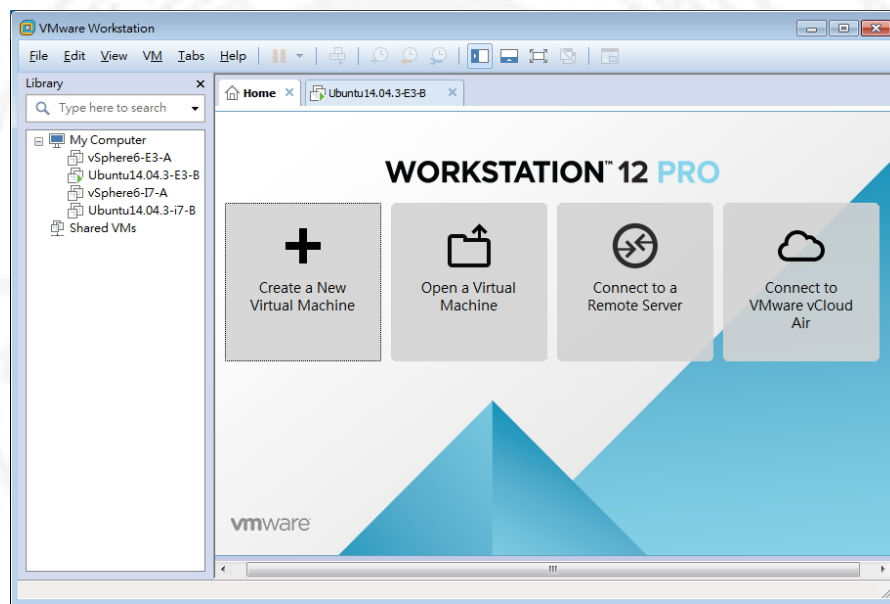 VMware Workstation
File Edit View VM Tabs Help
Library
Type here to search
My Computer
vSphere6-E3-A
Ubuntu14.04.3-E3-B
vSphere6-I7-A
Ubuntu14.04.3-i7-B
Shared VMs
Home
Ubuntu14.04.3-E3-B
WORKSTATION™ 12 PRO
Create a New
Virtual Machine
Open a Virtual
Machine
Connect to a
Remote Server
Connect to
VMware vCloud
Air
vmware